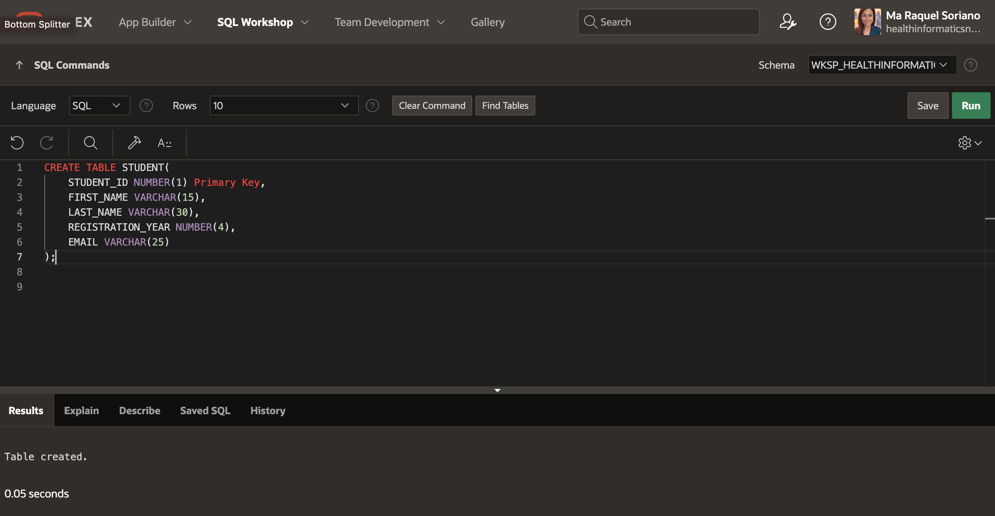 Bottom Splitter
EX
App Builder
SQL Workshop
Team Development
Gallery
Search
Ma Raquel Soriano
healthinformaticsn...
SQL Commands
Schema
WKSP_HEALTHINFORMATI
Language
SQL
Rows
10
Clear Command
Find Tables
Save
Run
A
1 CREATE TABLE STUDENT(
2 STUDENT_ID NUMBER(1) Primary Key,
3 FIRST_NAME VARCHAR(15),
4 LAST_NAME VARCHAR(30),
5 REGISTRATION_YEAR NUMBER(4),
6 EMAIL VARCHAR(25)
7 );
8
9
Results
Explain
Describe
Saved SQL
History
Table created.
0.05 seconds